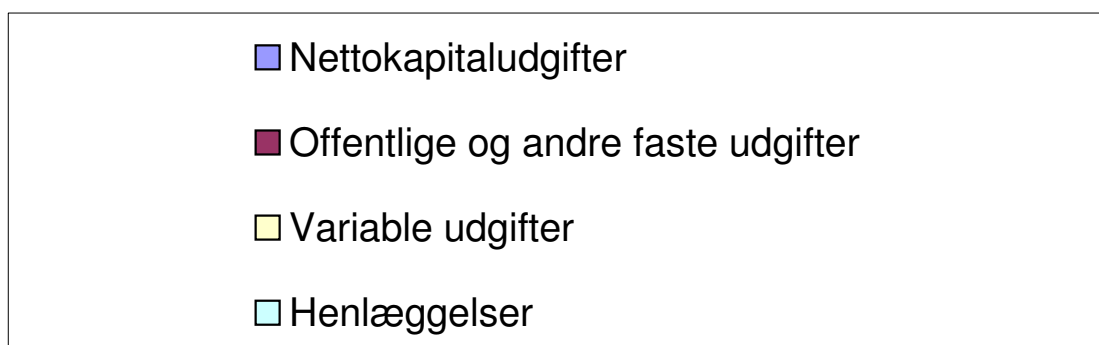 Nettokapitaludgifter
Offentlige og andre faste udgifter
Variable udgifter
Henlæggelser